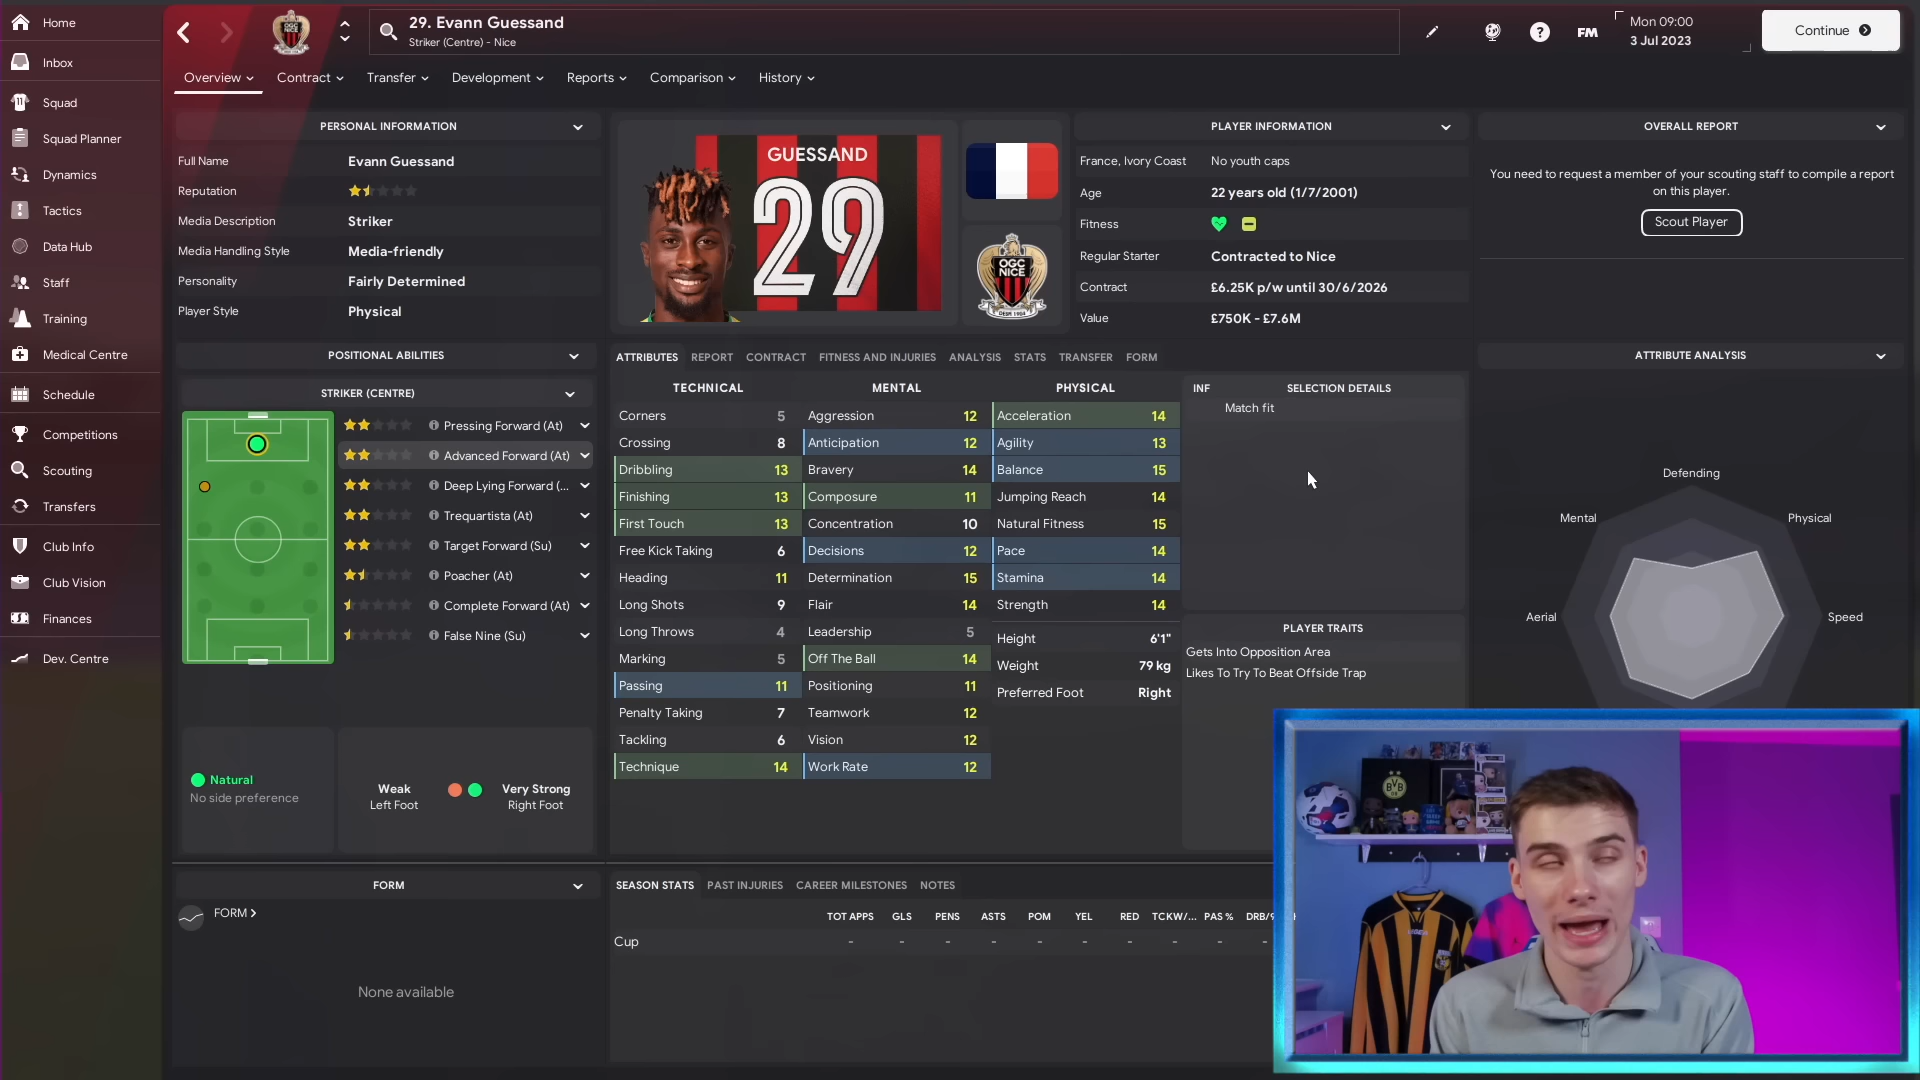 Home
Inbox
Squad
Squad Planner
Dynamics
Tactics
Data Hub
Staff
Training
Medical Centre
Schedule
Competitions
Scouting
Transfers
Club Info
Club Vision
Finances
Dev. Centre
29. Evann Guessand
Striker (Centre) - Nice
FM
Mon 09:00
3 Jul 2023
Continue
Overview
Contract
Transfer
Development
Reports
Comparison
History
PERSONAL INFORMATION
Full Name Evann Guessand
Reputation
Media Description Striker
Media Handling Style Media-friendly
Personality Fairly Determined
Player Style Physical
GUESSAND
29
OGC NICE
PLAYER INFORMATION
France, Ivory Coast No youth caps
Age 22 years old (1/7/2001)
Fitness
Regular Starter Contracted to Nice
Contract £6.25K p/w until 30/6/2026
Value £750K - £7.6M
OVERALL REPORT
You need to request a member of your scouting staff to compile a report
on this player.
Scout Player
POSITIONAL ABILITIES
STRIKER (CENTRE)
Pressing Forward (At)
Advanced Forward (At)
Deep Lying Forward (...
Trequartista (At)
Target Forward (Su)
Poacher (At)
Complete Forward (At)
False Nine (Su)
Natural
No side preference
Weak
Left Foot
Very Strong
Right Foot
ATTRIBUTES REPORT CONTRACT FITNESS AND INJURIES ANALYSIS STATS TRANSFER FORM
TECHNICAL
Corners 5
Crossing 8
Dribbling 13
Finishing 13
First Touch 13
Free Kick Taking 6
Heading 11
Long Shots 9
Long Throws 4
Marking 5
Passing 11
Penalty Taking 7
Tackling 6
Technique 14
MENTAL
Aggression 12
Anticipation 12
Bravery 14
Composure 11
Concentration 10
Decisions 12
Determination 15
Flair 14
Leadership 5
Off The Ball 14
Positioning 11
Teamwork 12
Vision 12
Work Rate 12
PHYSICAL
Acceleration 14
Agility 13
Balance 15
Jumping Reach 14
Natural Fitness 15
Pace 14
Stamina 14
Strength 14
Height 6'1"
Weight 79 kg
Preferred Foot Right
INF SELECTION DETAILS
Match fit
PLAYER TRAITS
Gets Into Opposition Area
Likes To Try To Beat Offside Trap
ATTRIBUTE ANALYSIS
Defending
Mental
Physical
Aerial
Speed
FORM
FORM
None available
SEASON STATS PAST INJURIES CAREER MILESTONES NOTES
TOT APPS GLS PENS ASTS POM YEL RED TCKW/... PAS %
Cup - - - - - - - - - -
BVB
09